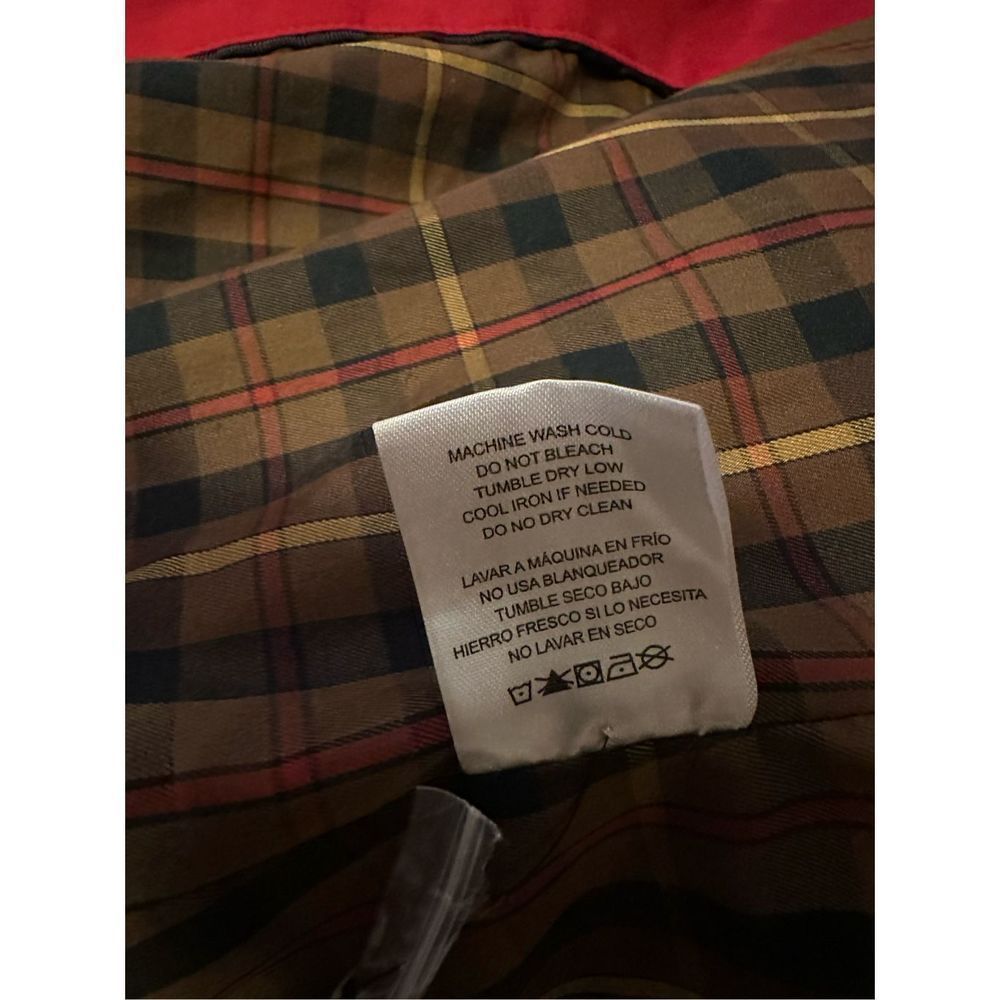 MACHINE WASH COLD
DO NOT BLEACH
TUMBLE DRY LOW
COOL IRON IF NEEDED
DO NO DRY CLEAN
LAVAR A MÁQUINA EN FRÍO
NO USA BLANQUEADOR
TUMBLE SECO BAJO
HIERRO FRESCO SI LO NECESITA
NO LAVAR EN SECO